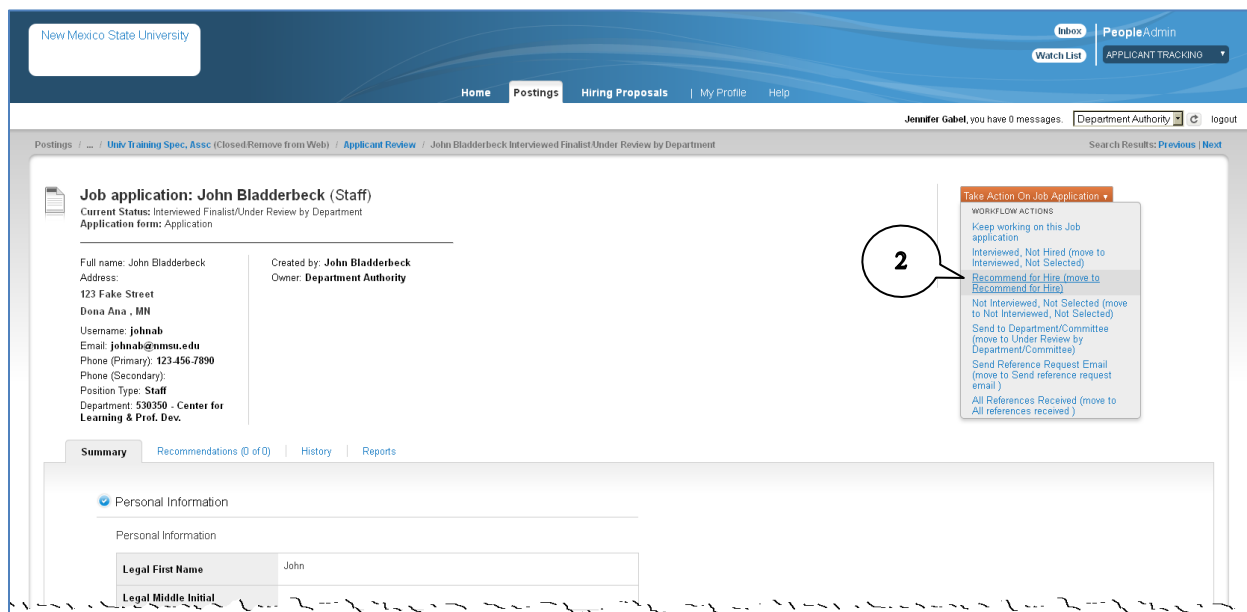 New Mexico State University
Inbox
PeopleAdmin
Watch List
APPLICANT TRACKING
Home Postings Hiring Proposals | My Profile Help
Jennifer Gabel, you have 0 messages. Department Authority logout
Postings / ... / Univ Training Spec, Assc (Closed/Remove from Web) / Applicant Review / John Bladderbeck Interviewed Finalist/Under Review by Department
Search Results: Previous | Next
Job application: John Bladderbeck (Staff)
Current Status: Interviewed Finalist/Under Review by Department
Application form: Application
Full name: John Bladderbeck
Address:
123 Fake Street
Dona Ana , MN
Username: johnab
Email: johnab@nmsu.edu
Phone (Primary): 123-456-7890
Phone (Secondary):
Position Type: Staff
Department: 530350 - Center for
Learning & Prof. Dev.
Created by: John Bladderbeck
Owner: Department Authority
Take Action On Job Application
WORKFLOW ACTIONS
Keep working on this Job
application
Interviewed, Not Hired (move to
Interviewed, Not Selected)
2
Recommend for Hire (move to
Recommend for Hire)
Not Interviewed, Not Selected (move
to Not Interviewed, Not Selected)
Send to Department/Committee
(move to Under Review by
Department/Committee)
Send Reference Request Email
(move to Send reference request
email )
All References Received (move to
All references received )
Summary Recommendations (0 of 0) | History | Reports
Personal Information
Personal Information
Legal First Name John
Legal Middle Initial